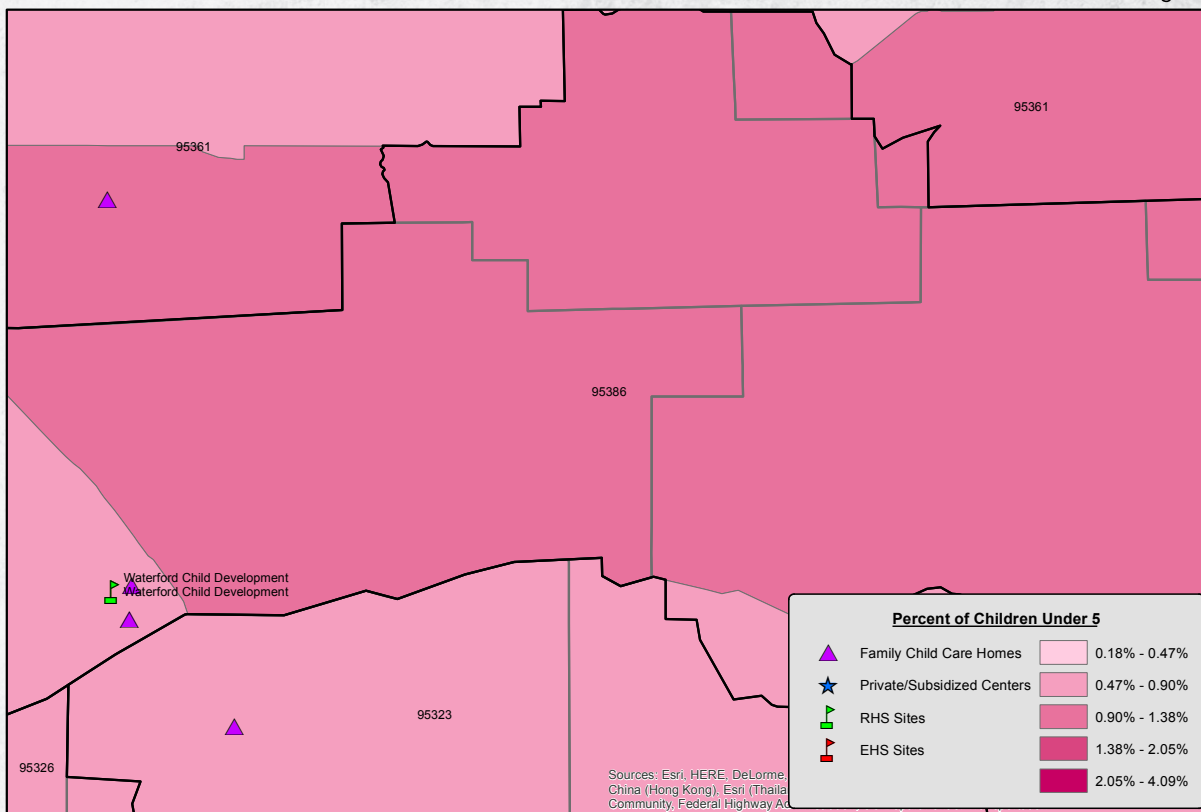 95361
95361
95386
Waterford Child Development
Waterford Child Development
95323
95326
Percent of Children Under 5
Family Child Care Homes
0.18% - 0.47%
Private/Subsidized Centers
0.47% - 0.90%
RHS Sites
0.90% - 1.38%
EHS Sites
1.38% - 2.05%
2.05% - 4.09%
Sources: Esri, HERE, DeLorme,
China (Hong Kong), Esri
Community, Federal Highway